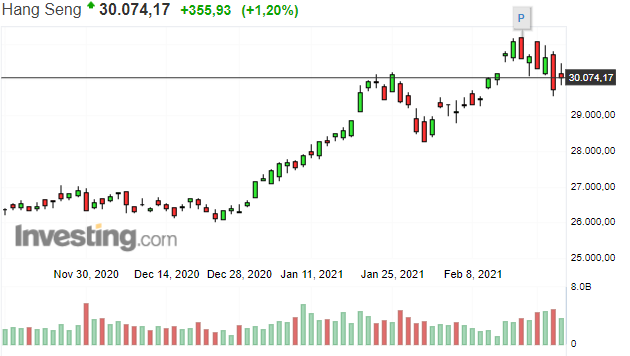 Hang Seng 30.074,17 +355,93 (+1,20%)
P
30.074,17
29.000,00
28.000,00
27.000,00
26.000,00
25.000,00
Investing.com
Nov 30, 2020 Dec 14, 2020 Dec 28, 2020 Jan 11, 2021 Jan 25, 2021 Feb 8, 2021
8.0B
0